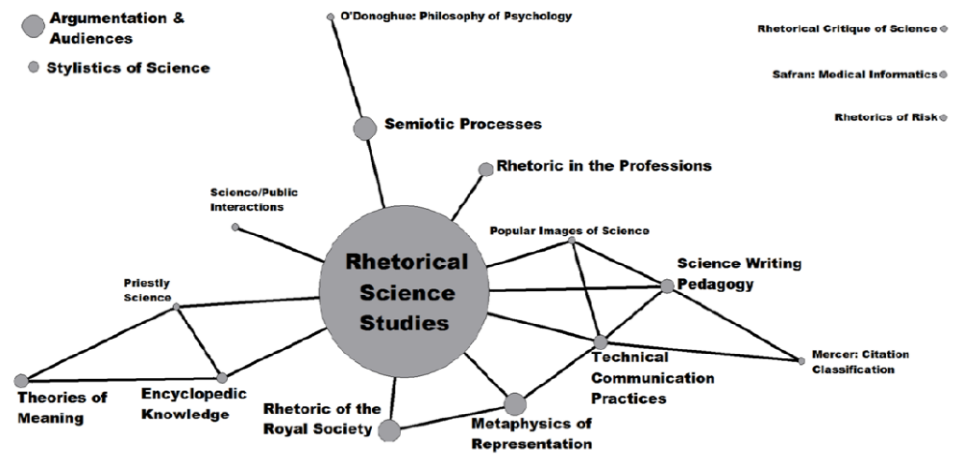 Argumentation &
Audiences
Stylistics of Science
O'Donoghue: Philosophy of Psychology
Rhetorical Critique of Science
Safran: Medical Informatics
Rhetorics of Risk
Semiotic Processes
Rhetoric in the Professions
Science/Public
Interactions
Popular Images of Science
Rhetorical
Science
Studies
Science Writing
Pedagogy
Priestly
Science
Mercer: Citation
Classification
Technical
Communication
Practices
Theories of
Meaning
Encyclopedic
Knowledge
Rhetoric of the
Royal Society
Metaphysics of
Representation